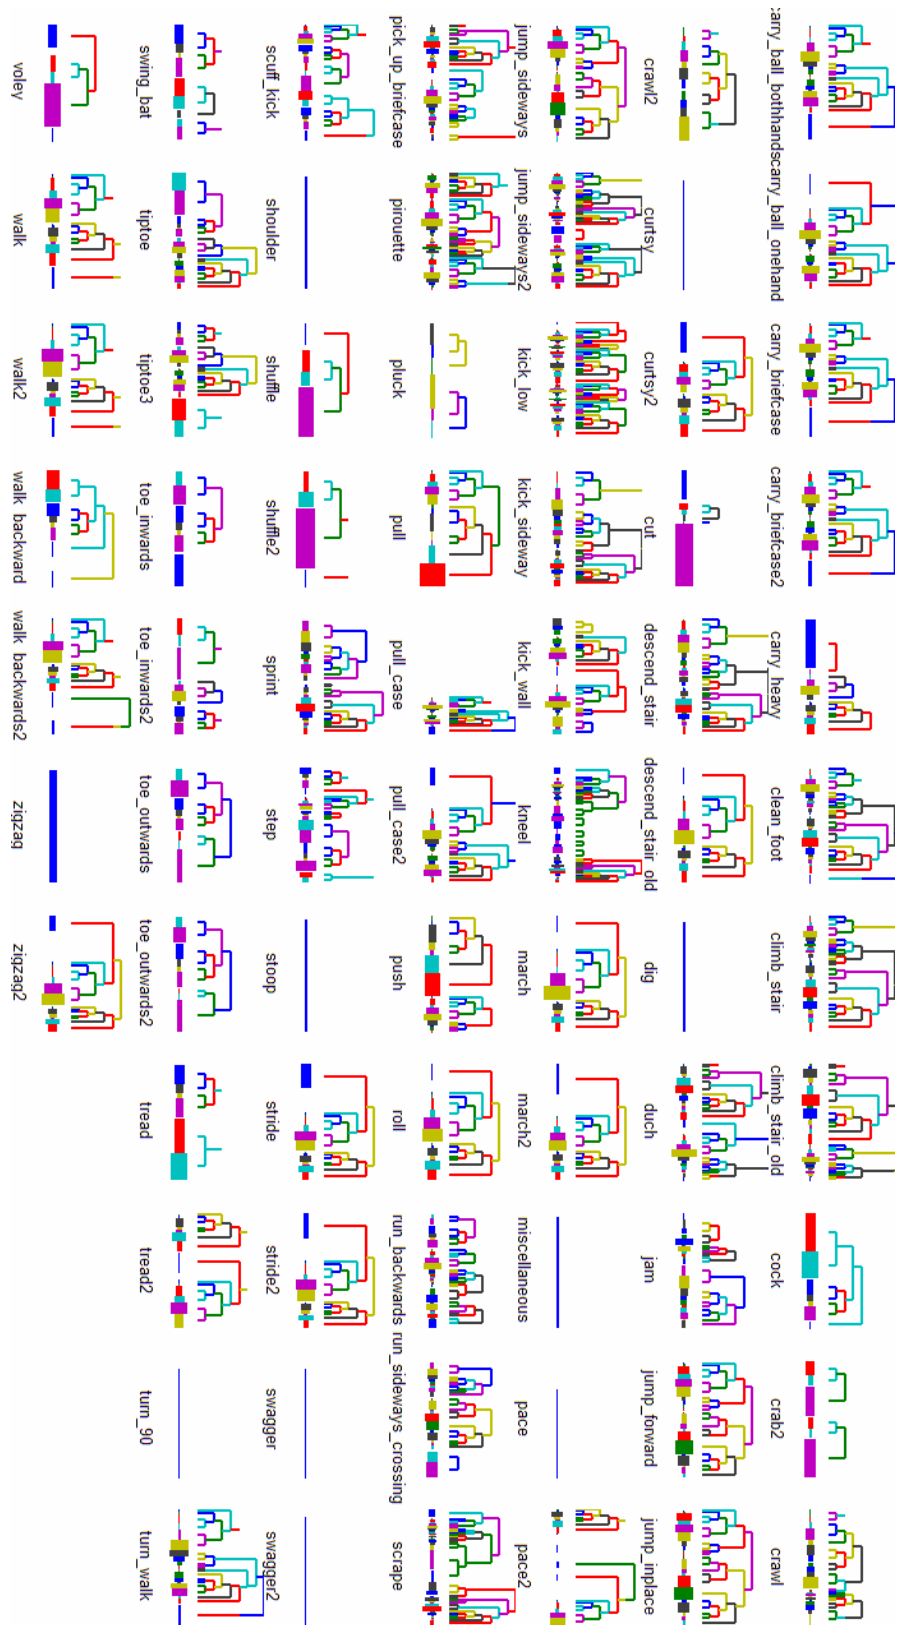 carry_ball_bothhands carry_ball_onehand carry_briefcase carry_briefcase2 carry_heavy clean_foot climb_stair climb_stair_old cock crab2 crawl
crawl2 curtsy curtsy2 cut descend_stair descend_stair_old dig duch jam jump_forward jump_inplace
jump_sideways jump_sideways2 kick_low kick_sideway kick_wall kneel march march2 miscellaneous pace pace2
pick_up_briefcase pirouette pluck pull pull_case pull_case2 push roll run_backwards run_sideways_crossing scrape
scuff_kick shoulder shuffle shuffle2 sprint step stoop stride stride2 swagger swagger2
swing_bat tiptoe tiptoe3 toe_inwards toe_inwards2 toe_outwards toe_outwards2 tread tread2 turn_90 turn_walk
voley walk walk2 walk_backward walk_backwards2 zigzag zigzag2